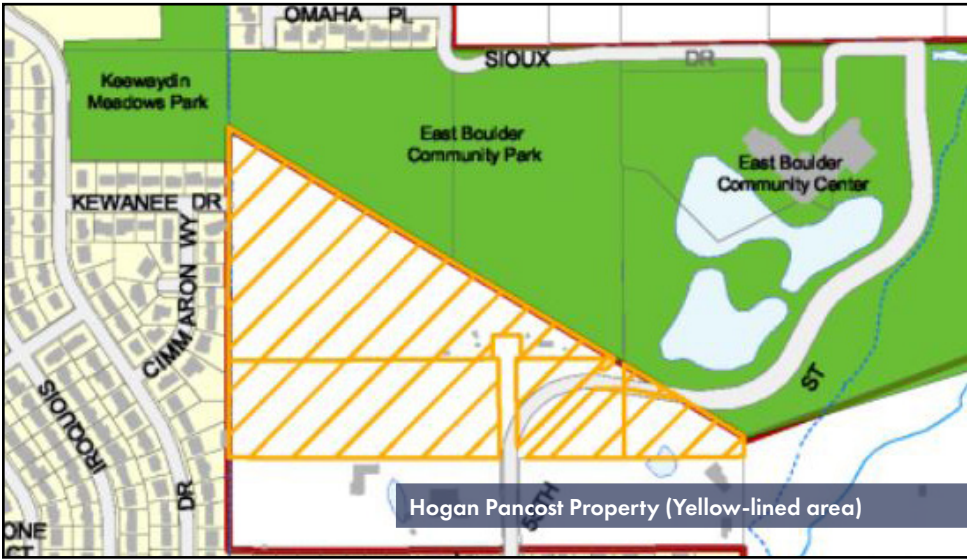 OMAHA PL
SIOUX DR
Keewaydin
Meadows Park
East Boulder
Community Park
East Boulder
Community Center
KEWANEE DR
CIMMARON WY
IROQUOIS
DR
ST
55TH
ONE
CT
Hogan Pancost Property (Yellow-lined area)